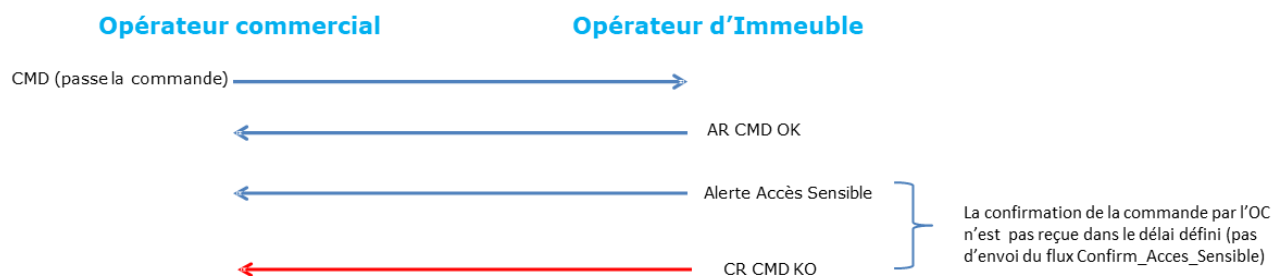 Opérateur commercial
Opérateur d'Immeuble
CMD (passe la commande)
AR CMD OK
Alerte Accès Sensible
La confirmation de la commande par l'OC
n'est pas reçue dans le délai défini (pas
d'envoi du flux Confirm_Acces_Sensible)
CR CMD KO